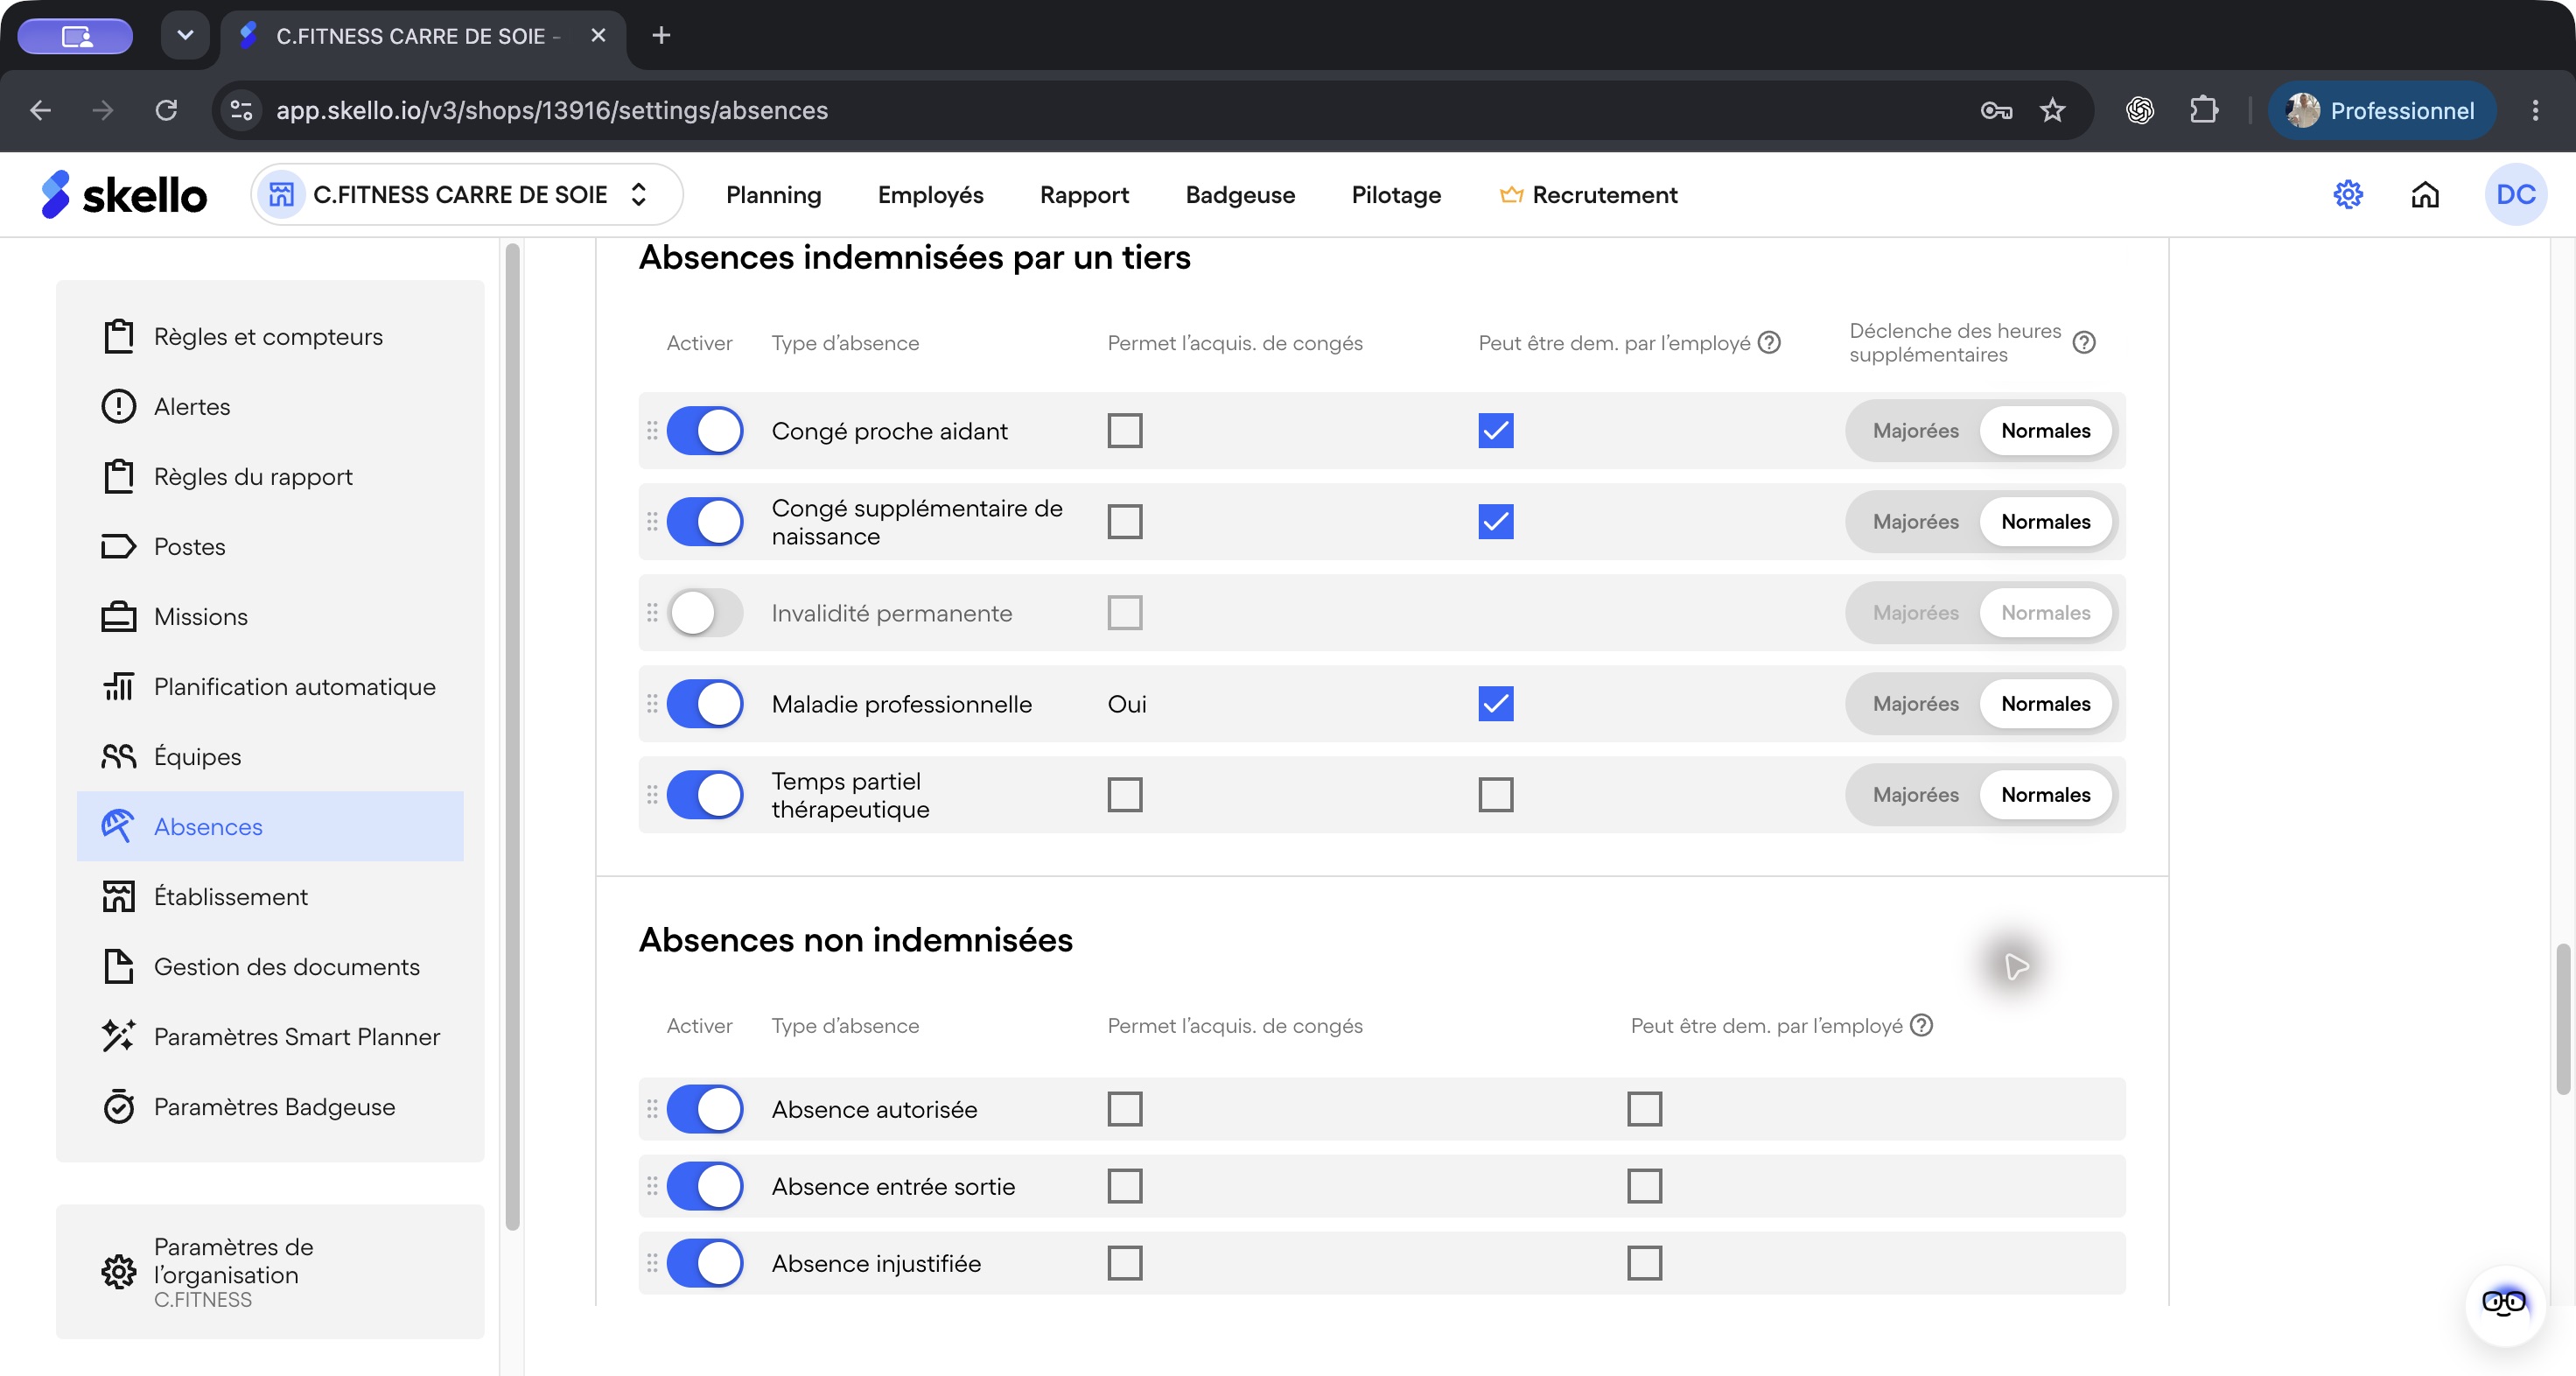 C.FITNESS CARRE DE SOIE -
app.skello.io/v3/shops/13916/settings/absences
Professionnel
skello
C.FITNESS CARRE DE SOIE
Planning
Employés
Rapport
Badgeuse
Pilotage
Recrutement
DC
Règles et compteurs
Alertes
Règles du rapport
Postes
Missions
Planification automatique
Équipes
Absences
Établissement
Gestion des documents
Paramètres Smart Planner
Paramètres Badgeuse
Paramètres de
l'organisation
C.FITNESS
Absences indemnisées par un tiers
Activer Type d'absence Permet l'acquis. de congés Peut être dem. par l'employé ? Déclenche des heures
supplémentaires ?
Congé proche aidant Majorées Normales
Congé supplémentaire de
naissance Majorées Normales
Invalidité permanente Majorées Normales
Maladie professionnelle Oui Majorées Normales
Temps partiel
thérapeutique Majorées Normales
Absences non indemnisées
Activer Type d'absence Permet l'acquis. de congés Peut être dem. par l'employé ?
Absence autorisée
Absence entrée sortie
Absence injustifiée